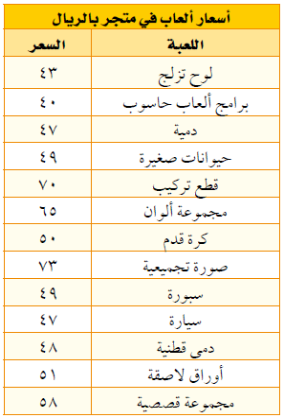 أسعار ألعاب في متجر بالريال
اللعبة السعر
لوح تزلج ٤٣
برامج ألعاب حاسوب ٤٠
دمية ٤٧
حيوانات صغيرة ٤٩
قطع تركيب ٧٠
مجموعة ألوان ٦٥
كرة قدم ٥٠
صورة تجميعية ٧٣
سبورة ٤٩
سيارة ٤٧
دمى قطنية ٤٨
أوراق لاصقة ٥١
مجموعة قصصية ٥٨